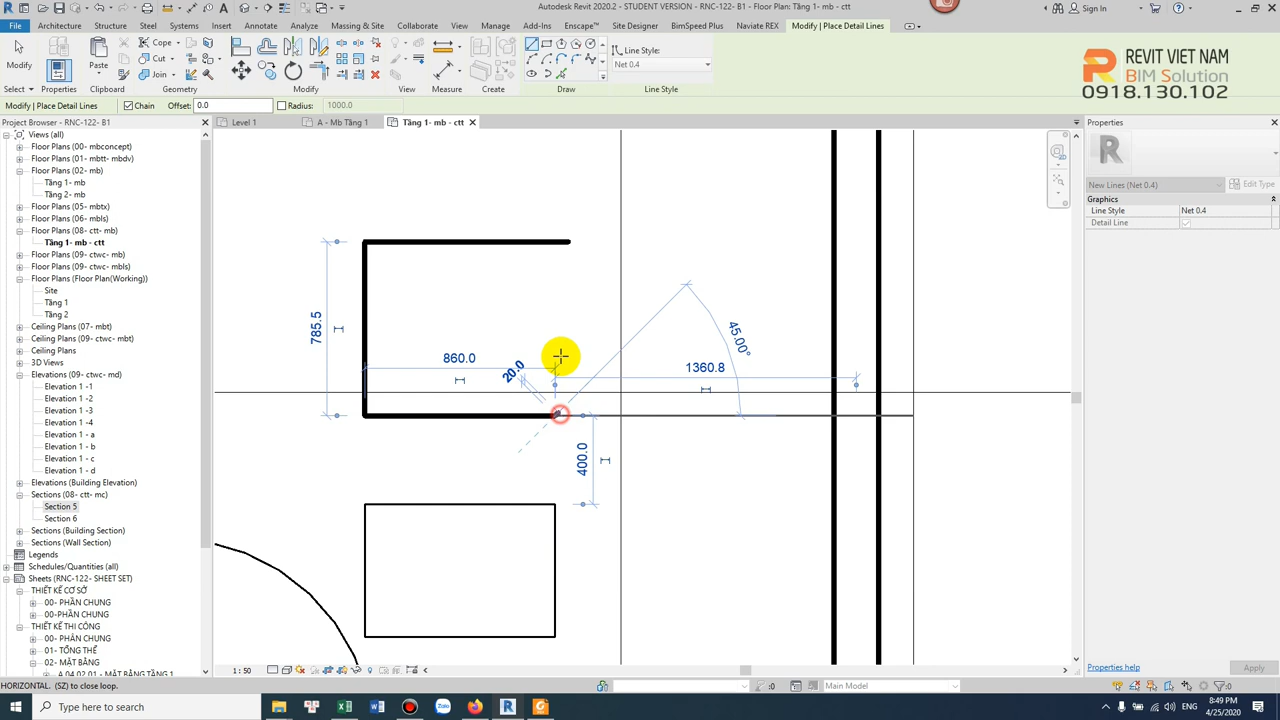 Autodesk Revit 2020.2 - STUDENT VERSION - RNC-122- B1 - Floor Plan: Tầng 1- mb - ctt
Sign In
File Architecture Structure Steel Systems Insert Annotate Analyze Massing & Site Collaborate View Manage Add-Ins Enscape™ Site Designer BimSpeed Plus Naviate REX Modify | Place Detail Lines
Modify Paste Cope Cut Join Line Style: Net 0.4
Select Properties Clipboard Geometry Modify View Measure Create Draw Line Style
REVIT VIET NAM
BIM Solution
0918.130.102
Modify | Place Detail Lines Chain Offset: 0.0 Radius: 1000.0
Project Browser - RNC-122- B1
Level 1 A - Mb Tầng 1 Tầng 1- mb - ctt
Properties
Views (all)
Floor Plans (00- mbconcept)
Floor Plans (01- mbtt- mbdv)
Floor Plans (02- mb)
Tầng 1- mb
Tầng 2- mb
Floor Plans (05- mbtx)
Floor Plans (06- mbls)
Floor Plans (08- ctt- mb)
Tầng 1- mb - ctt
Floor Plans (09- ctwc- mb)
Floor Plans (09- ctwc- mbls)
Floor Plans (Floor Plan(Working))
Site
Tầng 1
Tầng 2
Ceiling Plans (07- mbt)
Ceiling Plans (09- ctwc- mbt)
Ceiling Plans
3D Views
Elevations (09- ctwc- md)
Elevation 1 -1
Elevation 1 -2
Elevation 1 -3
Elevation 1 -4
Elevation 1 - a
Elevation 1 - b
Elevation 1 - c
Elevation 1 - d
Elevations (Building Elevation)
Sections (08- ctt- mc)
Section 5
Section 6
Sections (Building Section)
Sections (Wall Section)
Legends
Schedules/Quantities (all)
Sheets (RNC-122- SHEET SET)
THIẾT KẾ CƠ SỞ
00- PHẦN CHUNG
00-PHẦN CHUNG
THIẾT KẾ THI CÔNG
00- PHẦN CHUNG
01- TỔNG THỂ
02- MẶT BẰNG
A.04.02.01 - MẶT BẰNG TẦNG 1
785.5
860.0
20.0
45.00°
1360.8
400.0
New Lines (Net 0.4) Edit Type
Graphics
Line Style Net 0.4
Detail Line
Properties help Apply
1 : 50
HORIZONTAL. (SZ) to close loop. :0 Main Model :0
Type here to search
ENG
8:49 PM
4/25/2020